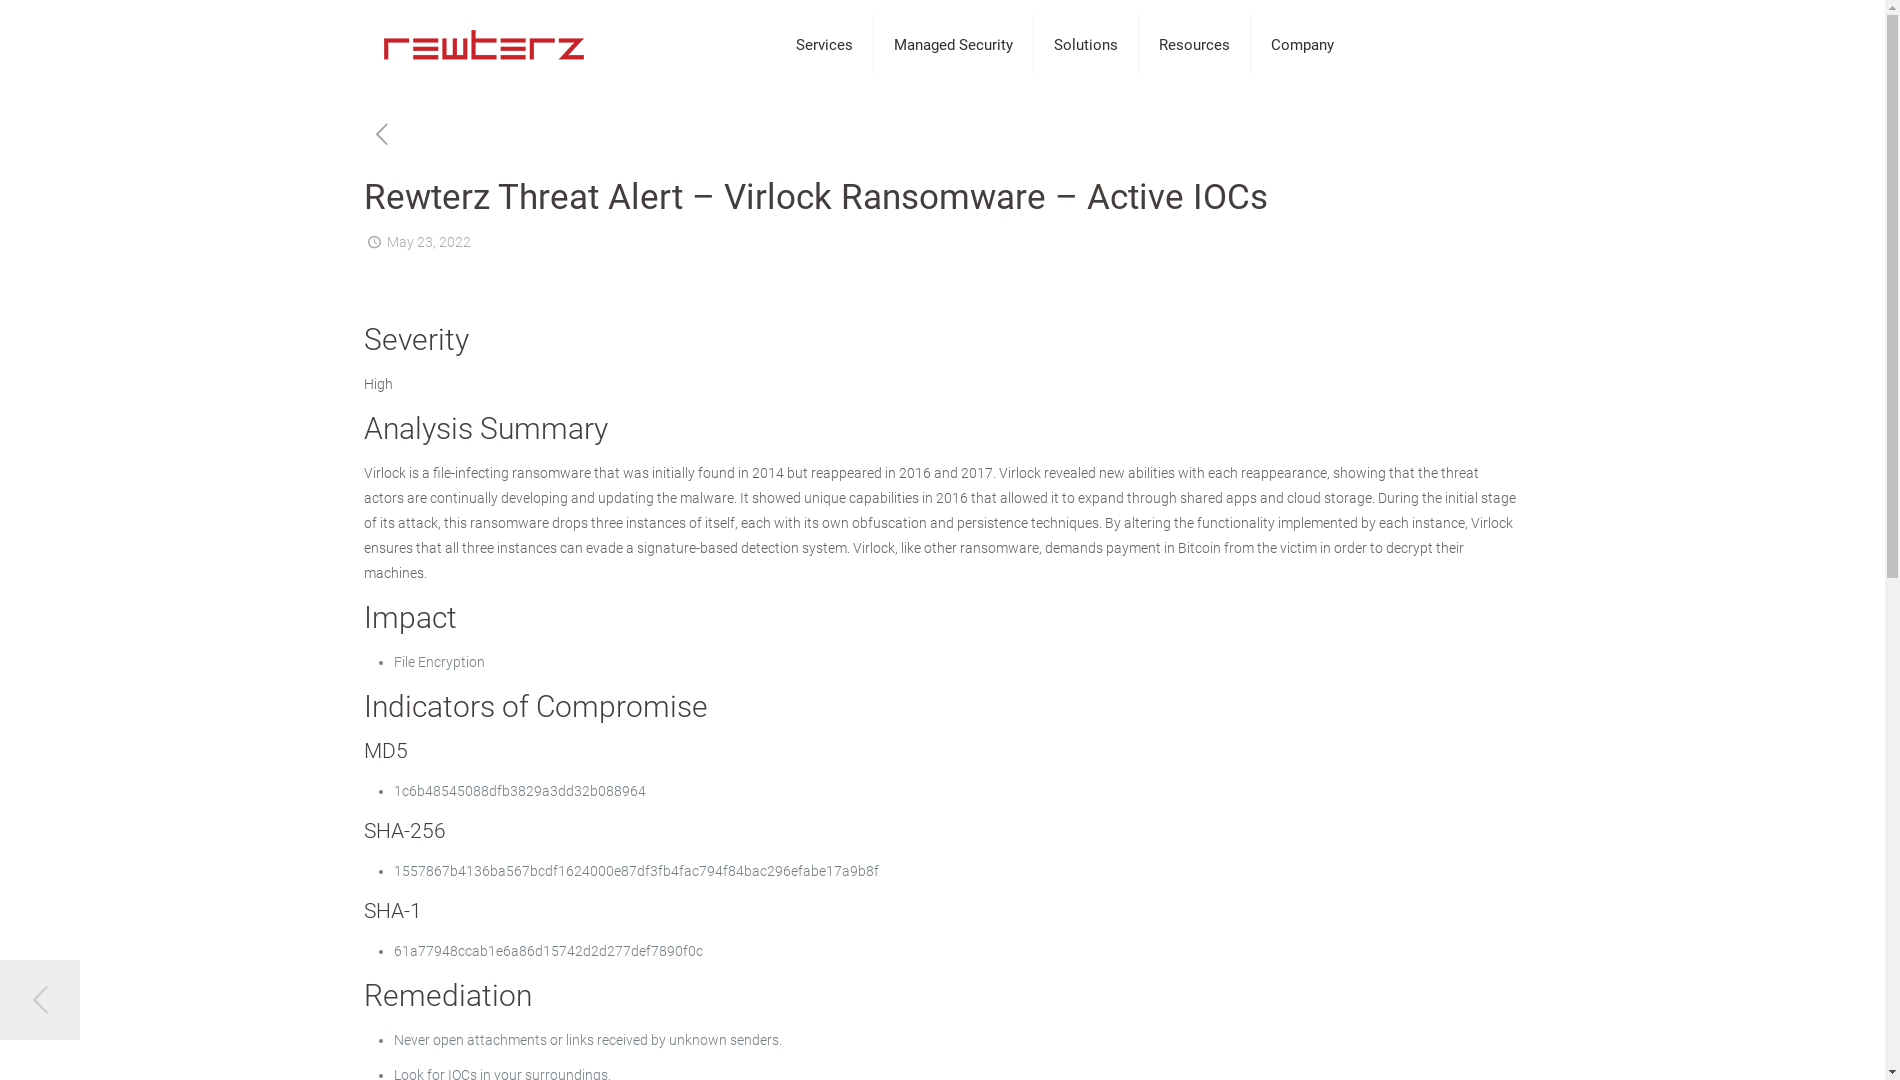 rewterz
Services
Managed Security
Solutions
Resources
Company
Rewterz Threat Alert – Virlock Ransomware – Active IOCs
May 23, 2022
Severity
High
Analysis Summary
Virlock is a file-infecting ransomware that was initially found in 2014 but reappeared in 2016 and 2017. Virlock revealed new abilities with each reappearance, showing that the threat
actors are continually developing and updating the malware. It showed unique capabilities in 2016 that allowed it to expand through shared apps and cloud storage. During the initial stage
of its attack, this ransomware drops three instances of itself, each with its own obfuscation and persistence techniques. By altering the functionality implemented by each instance, Virlock
ensures that all three instances can evade a signature-based detection system. Virlock, like other ransomware, demands payment in Bitcoin from the victim in order to decrypt their
machines.
Impact
• File Encryption
Indicators of Compromise
MD5
• 1c6b48545088dfb3829a3dd32b088964
SHA-256
• 1557867b4136ba567bcdf1624000e87df3fb4fac794f84bac296efabe17a9b8f
SHA-1
• 61a77948ccab1e6a86d15742d2d277def7890f0c
Remediation
• Never open attachments or links received by unknown senders.
• Look for IOCs in your surroundings.